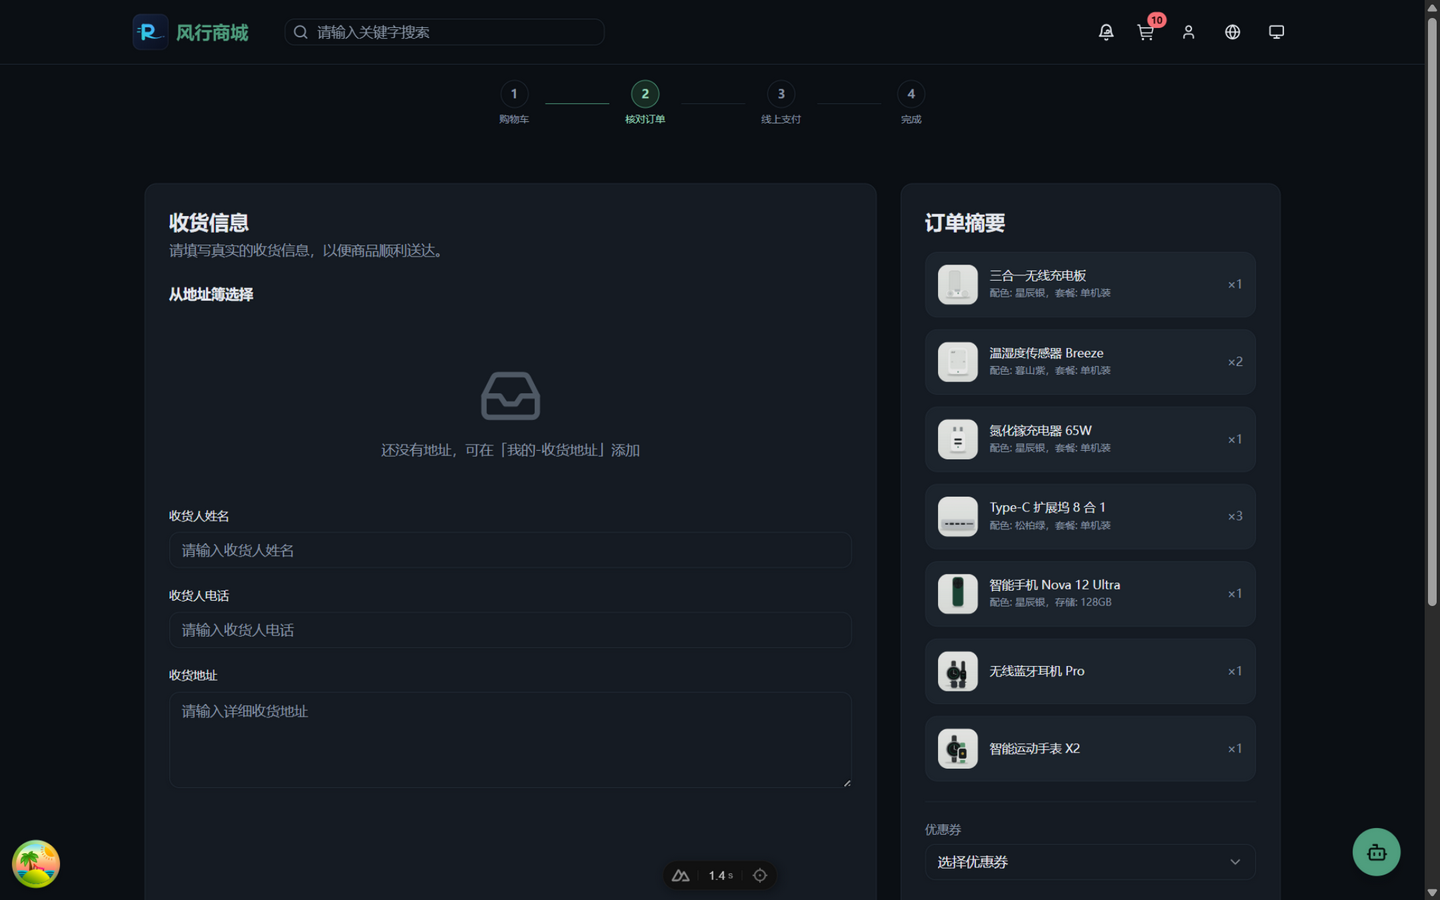 风行商城
请输入关键字搜索
10
1
2
3
4
购物车
核对订单
线上支付
完成
收货信息
请填写真实的收货信息，以便商品顺利送达。
从地址簿选择
还没有地址，可在「我的-收货地址」添加
收货人姓名
请输入收货人姓名
收货人电话
请输入收货人电话
收货地址
请输入详细收货地址
订单摘要
三合一无线充电板
配色: 星辰银，套餐: 单机装
×1
温湿度传感器 Breeze
配色: 暮山紫，套餐: 单机装
×2
氮化镓充电器 65W
配色: 星辰银，套餐: 单机装
×1
Type-C 扩展坞 8 合 1
配色: 松柏绿，套餐: 单机装
×3
智能手机 Nova 12 Ultra
配色: 星辰银，存储: 128GB
×1
无线蓝牙耳机 Pro
×1
智能运动手表 X2
×1
优惠券
选择优惠券
1.4 s